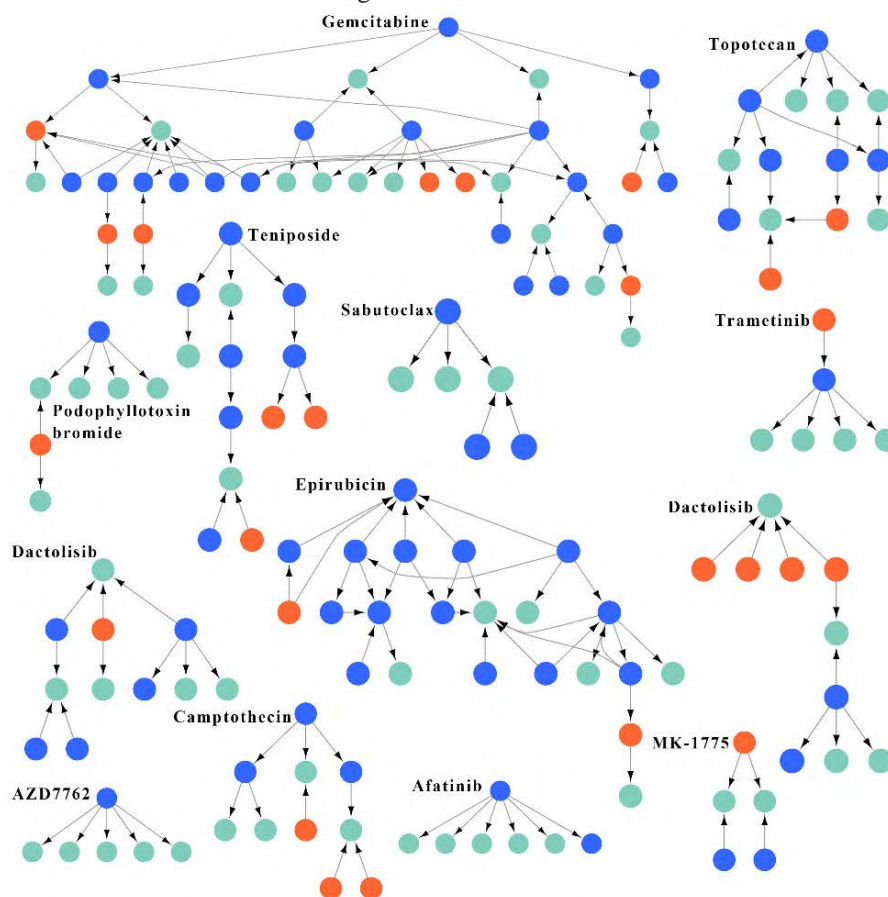 Gemcitabine
Topotecan
Teniposide
Sabutoclax
Trametinib
Podophyllotoxin
bromide
Epirubicin
Dactolisib
Dactolisib
Camptothecin
MK-1775
AZD7762
Afatinib